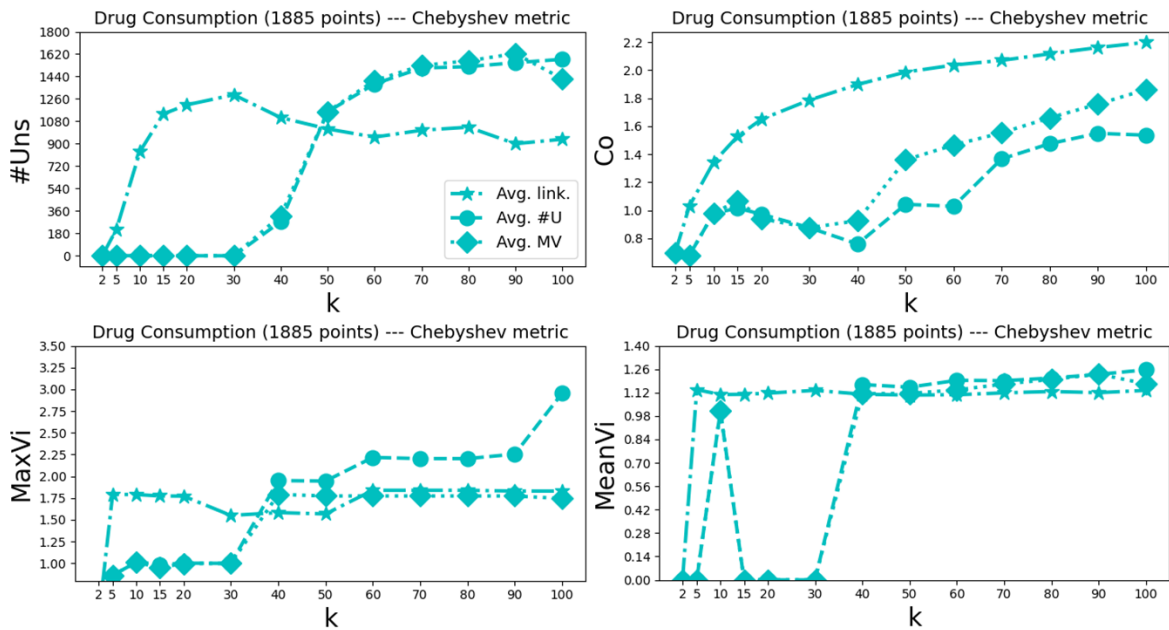 Drug Consumption (1885 points) --- Chebyshev metric
1800
1620
1440
1260
1080
900
720
540
360
180
0
#Uns
Avg. link.
Avg. #U
Avg. MV
2 5 10 15 20 30 40 50 60 70 80 90 100
k
Drug Consumption (1885 points) --- Chebyshev metric
2.2
2.0
1.8
1.6
1.4
1.2
1.0
0.8
Co
2 5 10 15 20 30 40 50 60 70 80 90 100
k
Drug Consumption (1885 points) --- Chebyshev metric
3.50
3.25
3.00
2.75
2.50
2.25
2.00
1.75
1.50
1.25
1.00
MaxVi
2 5 10 15 20 30 40 50 60 70 80 90 100
k
Drug Consumption (1885 points) --- Chebyshev metric
1.40
1.26
1.12
0.98
0.84
0.70
0.56
0.42
0.28
0.14
0.00
MeanVi
2 5 10 15 20 30 40 50 60 70 80 90 100
k